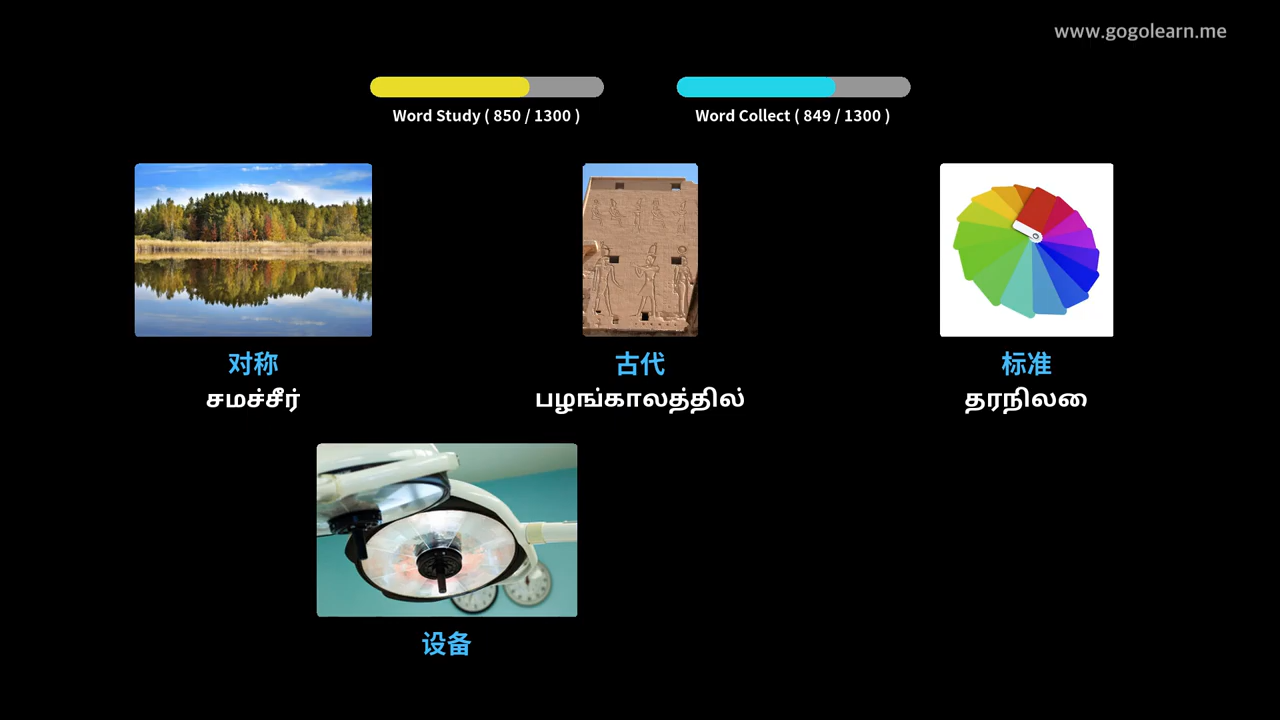 www.gogolearn.me
Word Study ( 850 / 1300 )
Word Collect ( 849 / 1300 )
对称
சமச்சீர்
古代
பழங்காலத்தில்
标准
தரநிலை
设备